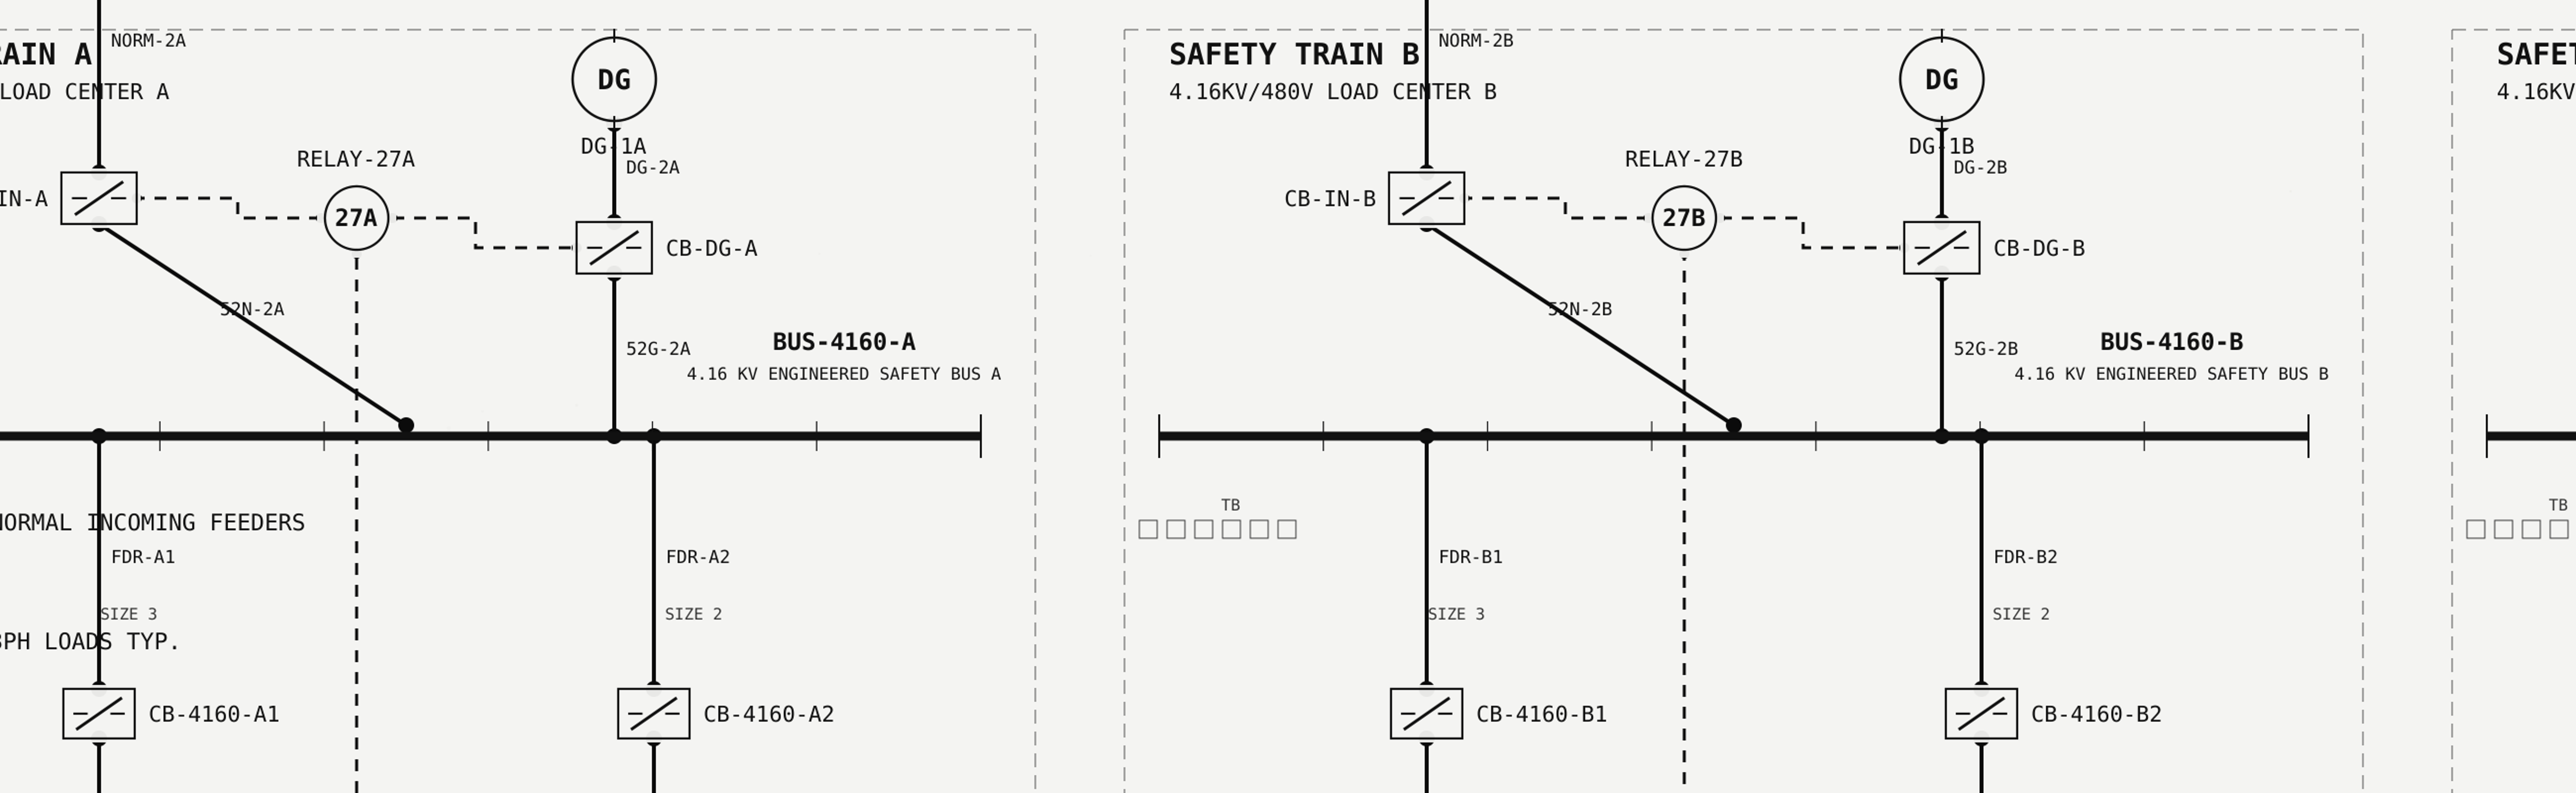 RAIN A
NORM-2A
LOAD CENTER A
DG
DG-1A
DG-2A
RELAY-27A
IN-A
27A
CB-DG-A
52N-2A
52G-2A
BUS-4160-A
4.16 KV ENGINEERED SAFETY BUS A
NORMAL INCOMING FEEDERS
FDR-A1
FDR-A2
SIZE 3
SIZE 2
3PH LOADS TYP.
CB-4160-A1
CB-4160-A2
SAFETY TRAIN B
NORM-2B
4.16KV/480V LOAD CENTER B
DG
DG-1B
DG-2B
RELAY-27B
CB-IN-B
27B
CB-DG-B
52N-2B
52G-2B
BUS-4160-B
4.16 KV ENGINEERED SAFETY BUS B
TB
FDR-B1
FDR-B2
SIZE 3
SIZE 2
CB-4160-B1
CB-4160-B2
SAFET
4.16KV
TB